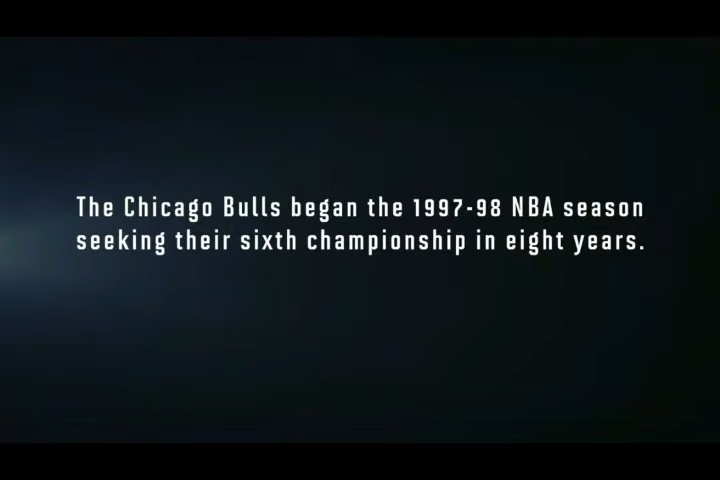 The Chicago Bulls began the 1997-98 NBA season
seeking their sixth championship in eight years.